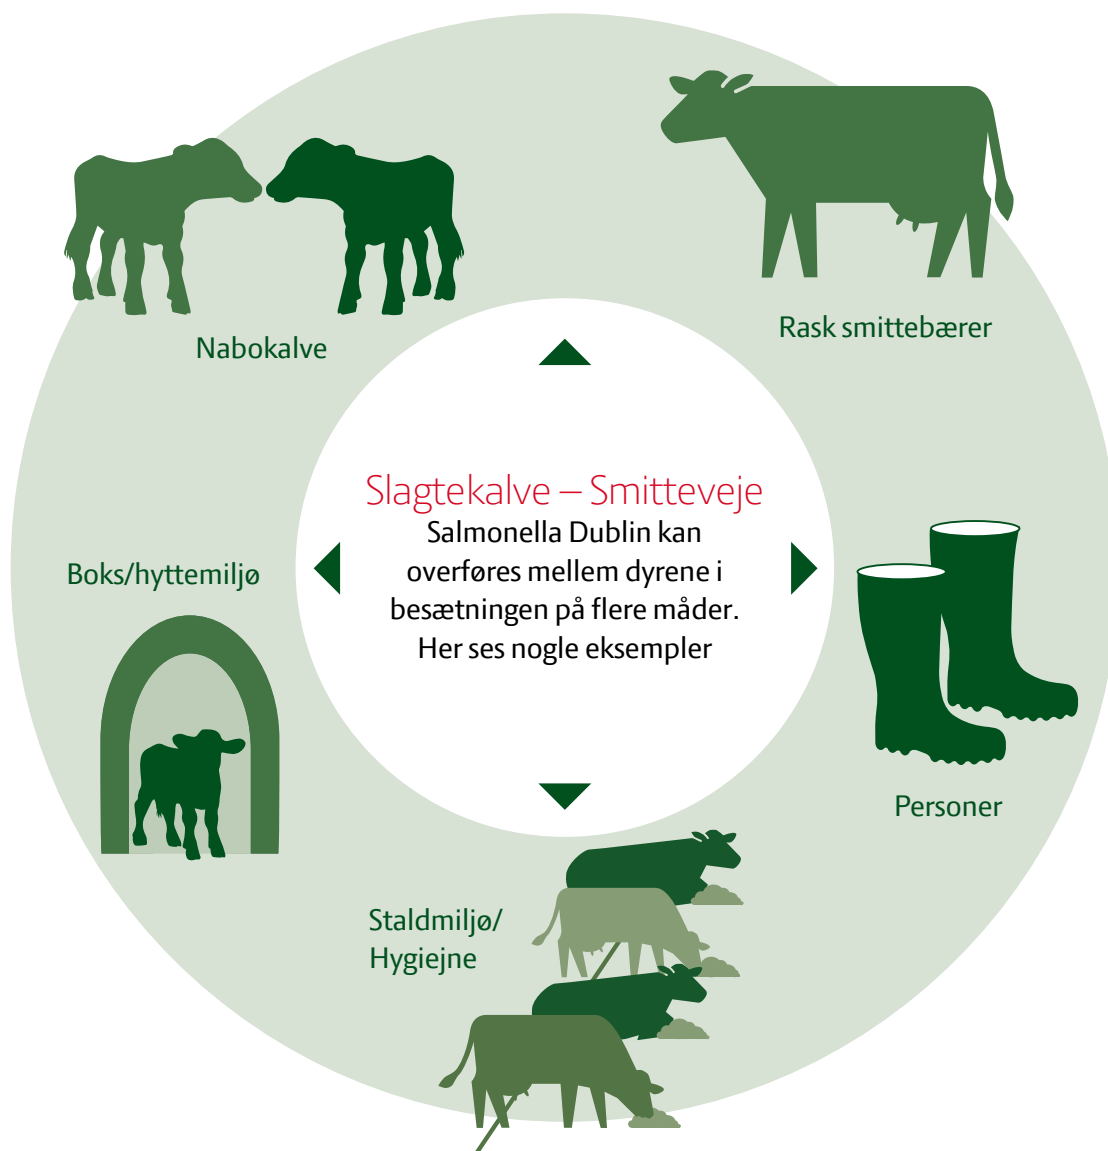 Nabokalve
Rask smittebærer
Slagtekalve – Smitteveje
Salmonella Dublin kan
overføres mellem dyrene i
besætningen på flere måder.
Her ses nogle eksempler
Boks/hyttemiljø
Personer
Staldmiljø/
Hygiejne